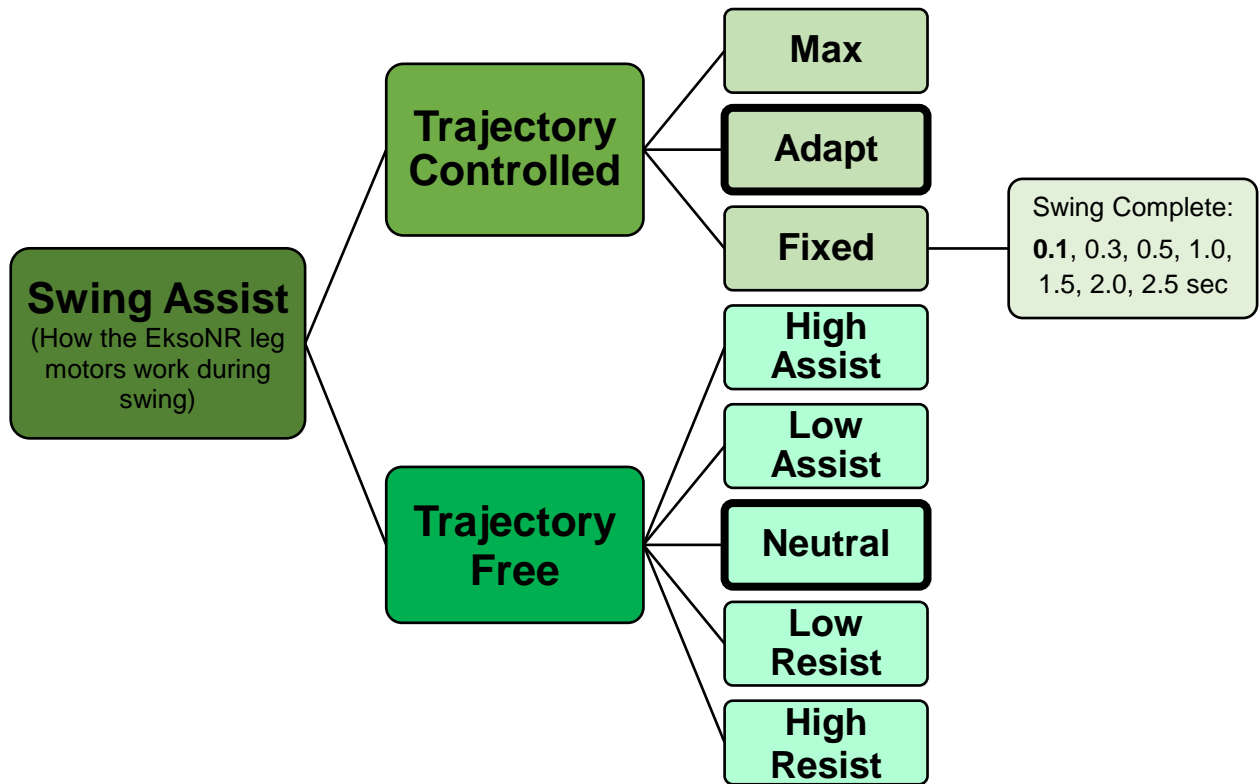 Swing Assist
(How the EksoNR leg
motors work during
swing)
Trajectory
Controlled
Max
Adapt
Fixed
Swing Complete:
0.1, 0.3, 0.5, 1.0,
1.5, 2.0, 2.5 sec
Trajectory
Free
High
Assist
Low
Assist
Neutral
Low
Resist
High
Resist